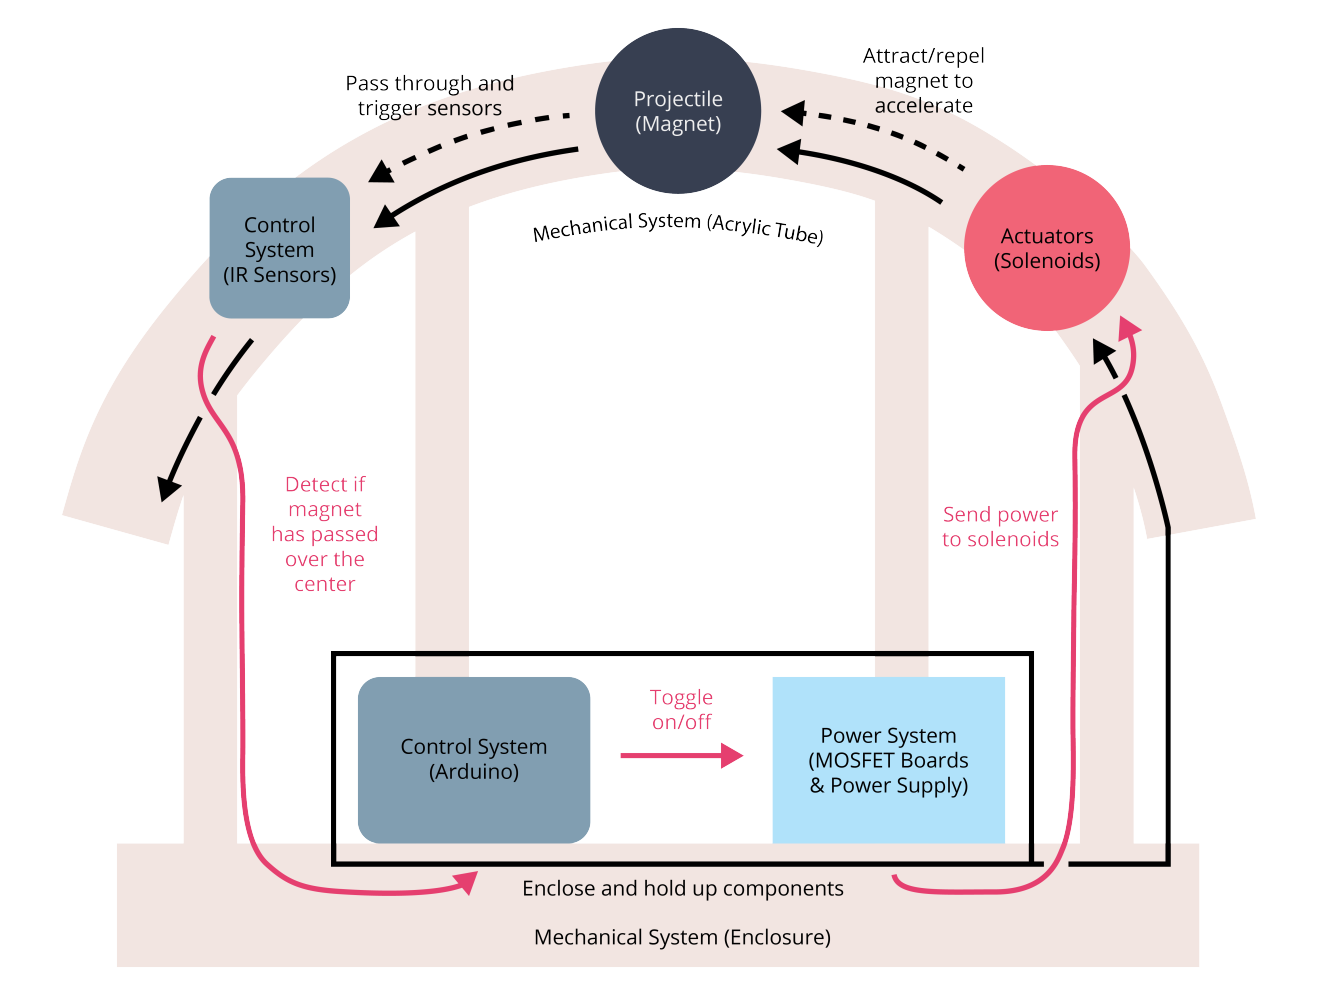 Attract/repel
magnet to
accelerate
Pass through and
trigger sensors
Projectile
(Magnet)
Mechanical System (Acrylic Tube)
Control
System
(IR Sensors)
Actuators
(Solenoids)
Detect if
magnet
has passed
over the
center
Send power
to solenoids
Toggle
on/off
Control System
(Arduino)
Power System
(MOSFET Boards
& Power Supply)
Enclose and hold up components
Mechanical System (Enclosure)